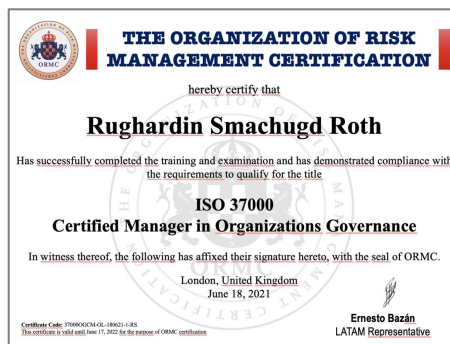 THE ORGANIZATION OF RISK
MANAGEMENT CERTIFICATION
ORMC
hereby certify that
Rughardin Smachugd Roth
Has successfully completed the training and examination and has demonstrated compliance with
the requirements to qualify for the title
ISO 37000
Certified Manager in Organizations Governance
In witness thereof, the following has affixed their signature hereto, with the seal of ORMC.
London, United Kingdom
June 18, 2021
Ernesto Bazán
LATAM Representative
Certificate Code: 37000OGCM-OL-180621-1-RS
This certificate is valid until June 17, 2022 for the purpose of ORMC certification